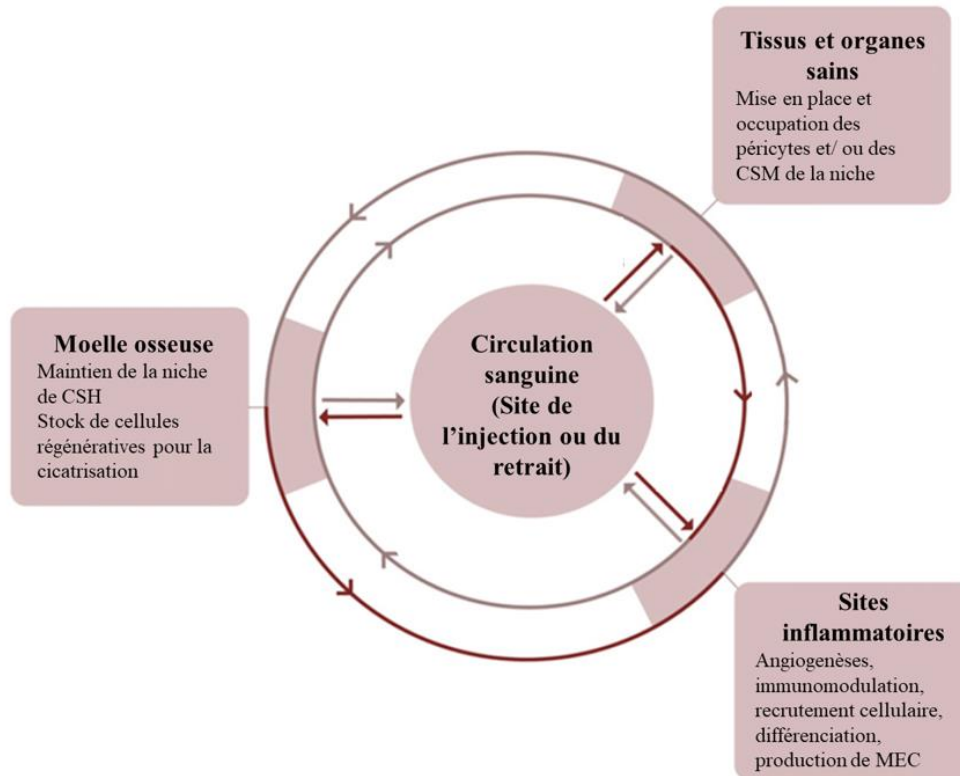 Tissus et organes
sains
Mise en place et
occupation des
péricytes et/ ou des
CSM de la niche
Moelle osseuse
Maintien de la niche
de CSH
Stock de cellules
régénératives pour la
cicatrisation
Circulation
sanguine
(Site de
l’injection ou du
retrait)
Sites
inflammatoires
Angiogenèses,
immunomodulation,
recrutement cellulaire,
différenciation,
production de MEC